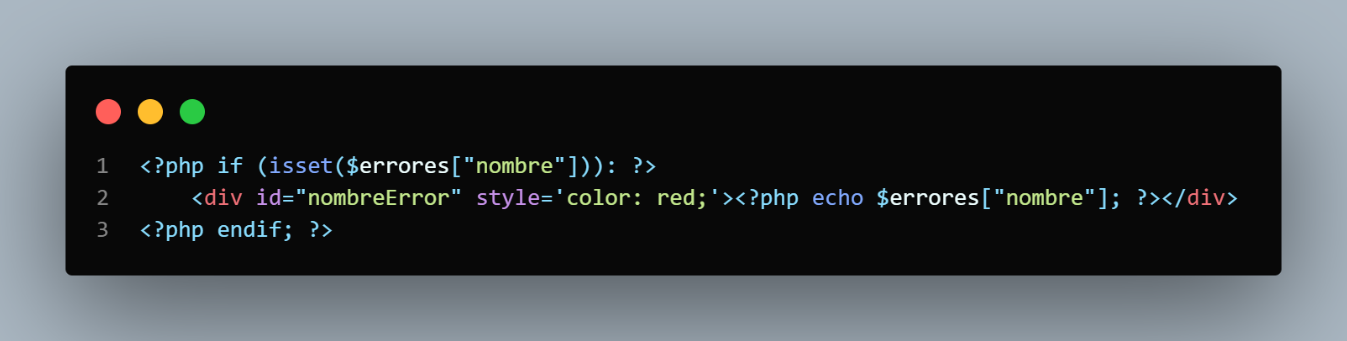 1 <?php if (isset($errores["nombre"])): ?>
2     <div id="nombreError" style='color: red;'><?php echo $errores["nombre"]; ?></div>
3 <?php endif; ?>